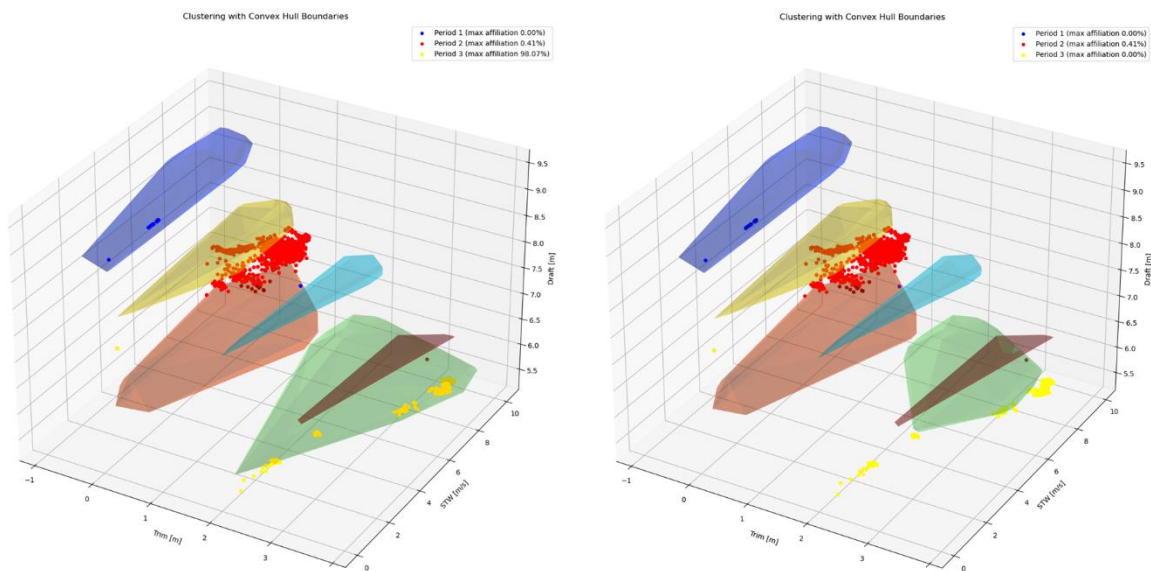 Clustering with Convex Hull Boundaries
Period 1 (max affiliation 0.00%)
Period 2 (max affiliation 0.41%)
Period 3 (max affiliation 98.07%)
9.5
9.0
8.5
8.0
7.5
7.0
6.5
6.0
5.5
Draft [m]
−1
0
1
2
3
Trim [m]
0
2
4
6
8
10
STW [m/s]
Clustering with Convex Hull Boundaries
Period 1 (max affiliation 0.00%)
Period 2 (max affiliation 0.41%)
Period 3 (max affiliation 0.00%)
9.5
9.0
8.5
8.0
7.5
7.0
6.5
6.0
5.5
Draft [m]
−1
0
1
2
3
Trim [m]
0
2
4
6
8
10
STW [m/s]